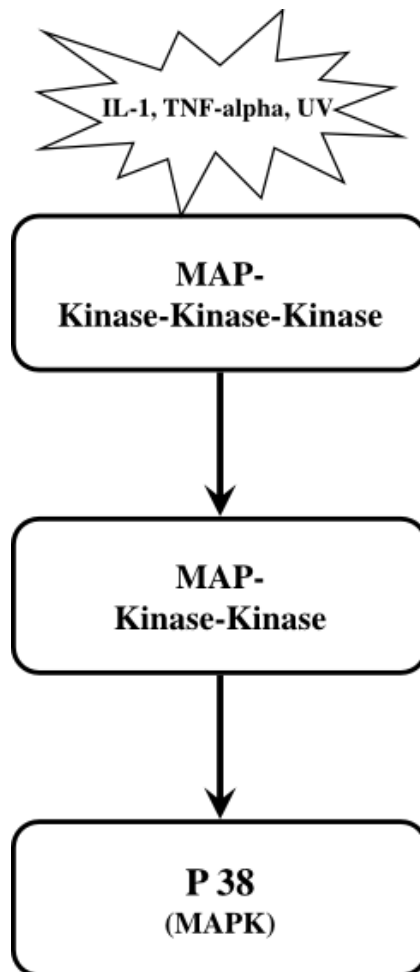 IL-1, TNF-alpha, UV
MAP-
Kinase-Kinase-Kinase
MAP-
Kinase-Kinase
P 38
(MAPK)